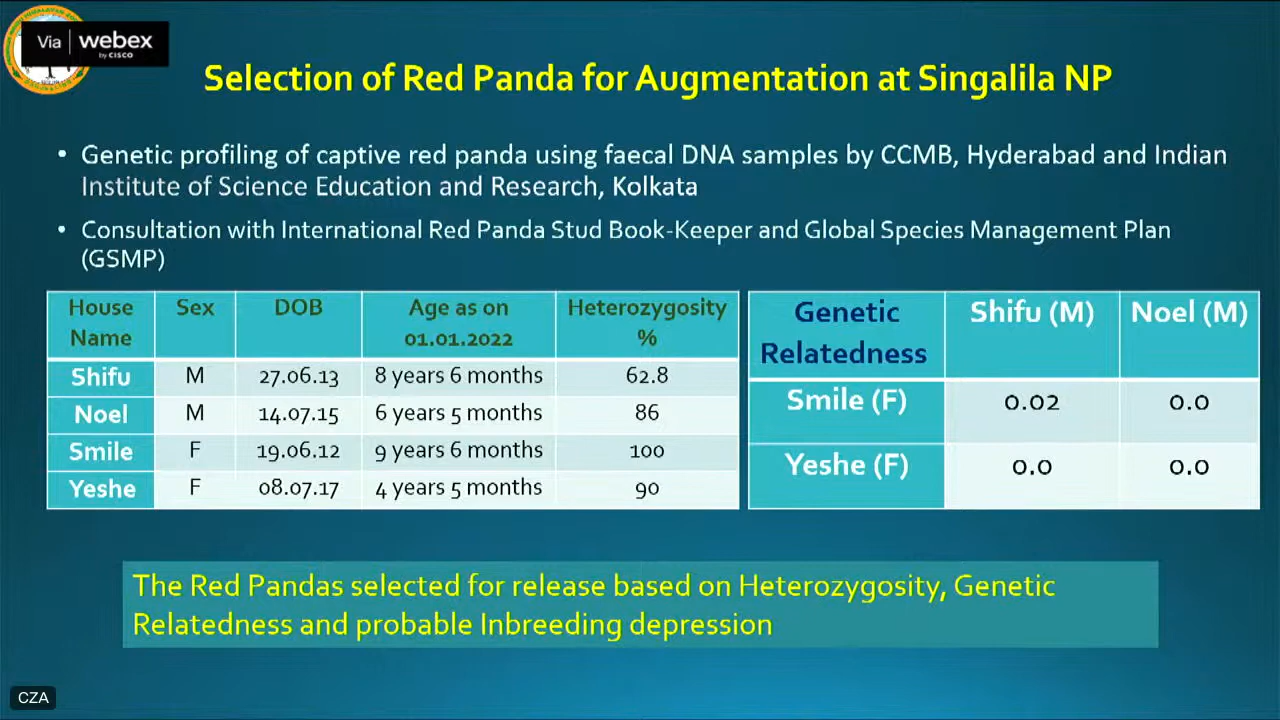 Via webex
by CISCO
Selection of Red Panda for Augmentation at Singalila NP
• Genetic profiling of captive red panda using faecal DNA samples by CCMB, Hyderabad and Indian
Institute of Science Education and Research, Kolkata
• Consultation with International Red Panda Stud Book-Keeper and Global Species Management Plan
(GSMP)
House Name Sex DOB Age as on 01.01.2022 Heterozygosity %
Shifu M 27.06.13 8 years 6 months 62.8
Noel M 14.07.15 6 years 5 months 86
Smile F 19.06.12 9 years 6 months 100
Yeshe F 08.07.17 4 years 5 months 90
Genetic Relatedness Shifu (M) Noel (M)
Smile (F) 0.02 0.0
Yeshe (F) 0.0 0.0
The Red Pandas selected for release based on Heterozygosity, Genetic
Relatedness and probable Inbreeding depression
CZA